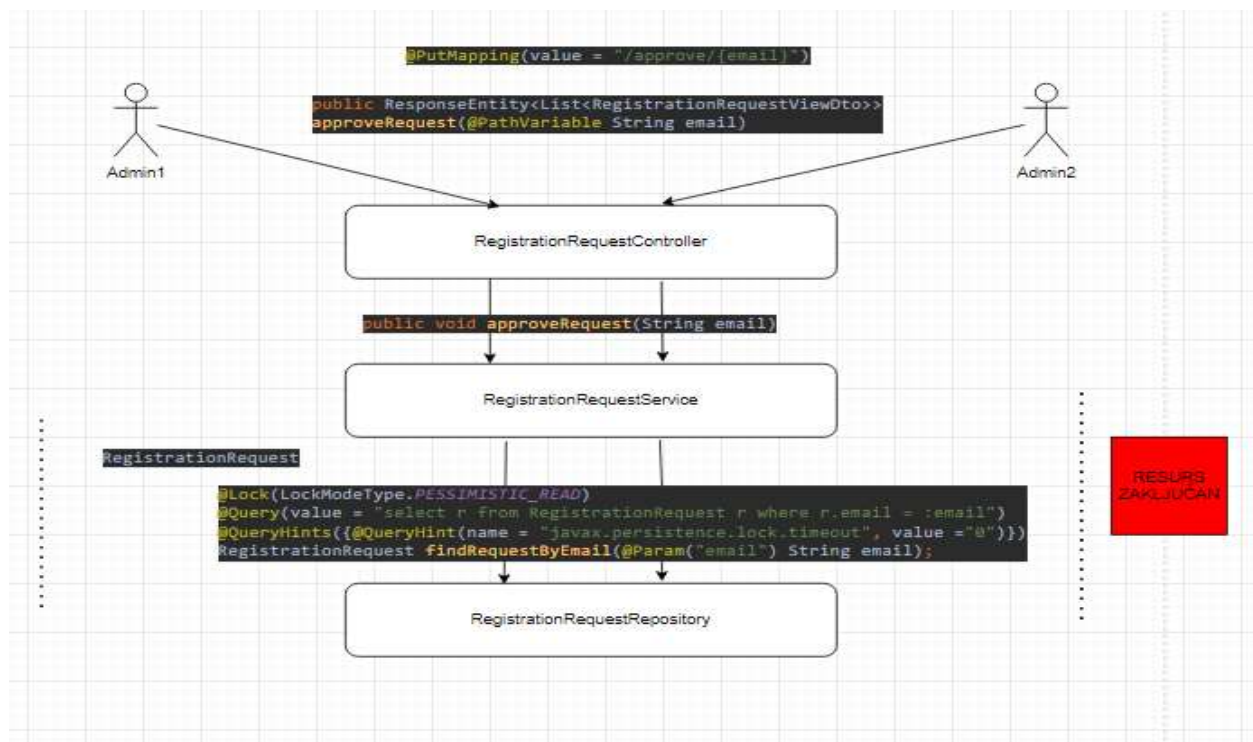 @PutMapping(value = "/approve/{email}")
public ResponseEntity<List<RegistrationRequestViewDto>>
approveRequest(@PathVariable String email)
Admin1
Admin2
RegistrationRequestController
public void approveRequest(String email)
RegistrationRequestService
RegistrationRequest
@Lock(LockModeType.PESSIMISTIC_READ)
@Query(value = "select r from RegistrationRequest r where r.email = :email")
@QueryHints({@QueryHint(name = "javax.persistence.lock.timeout", value ="0")})
RegistrationRequest findRequestByEmail(@Param("email") String email);
RESURS
ZAKLJUČAN
RegistrationRequestRepository